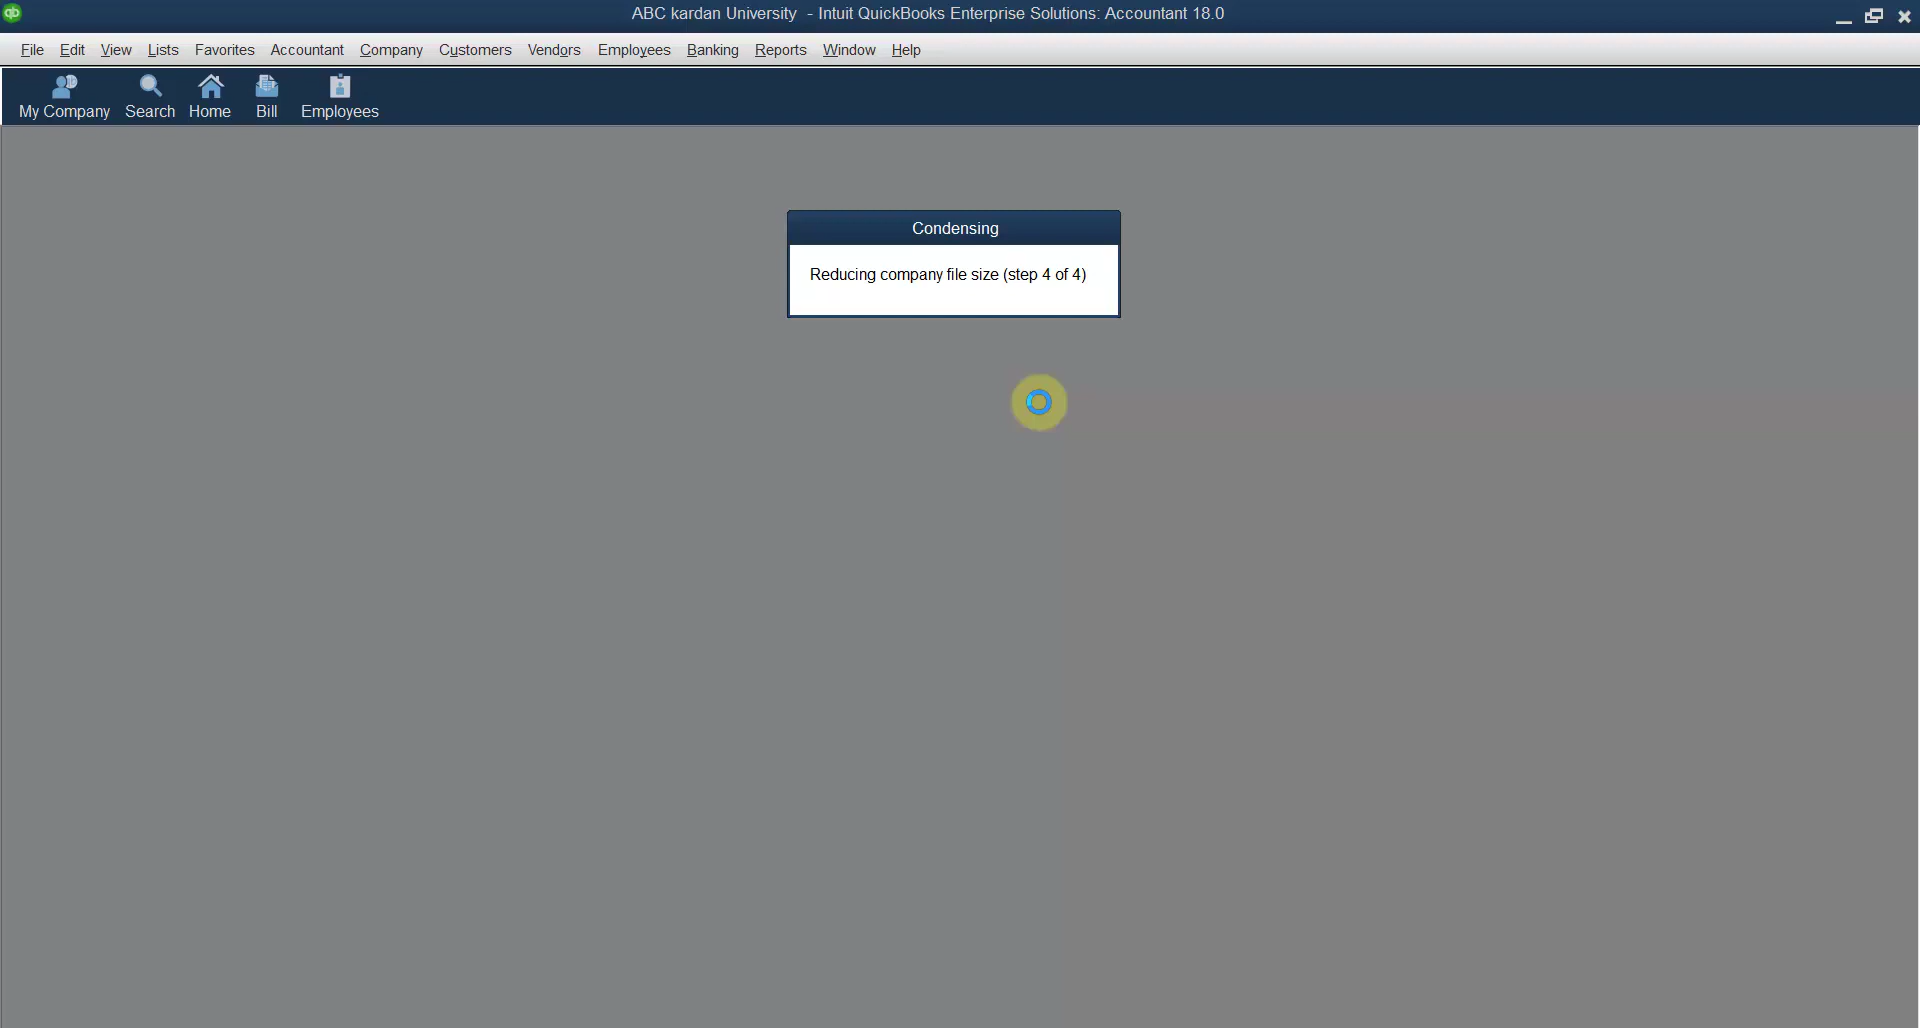 ABC kardan University - Intuit QuickBooks Enterprise Solutions: Accountant 18.0
File Edit View Lists Favorites Accountant Company Customers Vendors Employees Banking Reports Window Help
My Company Search Home Bill Employees
Condensing
Reducing company file size (step 4 of 4)